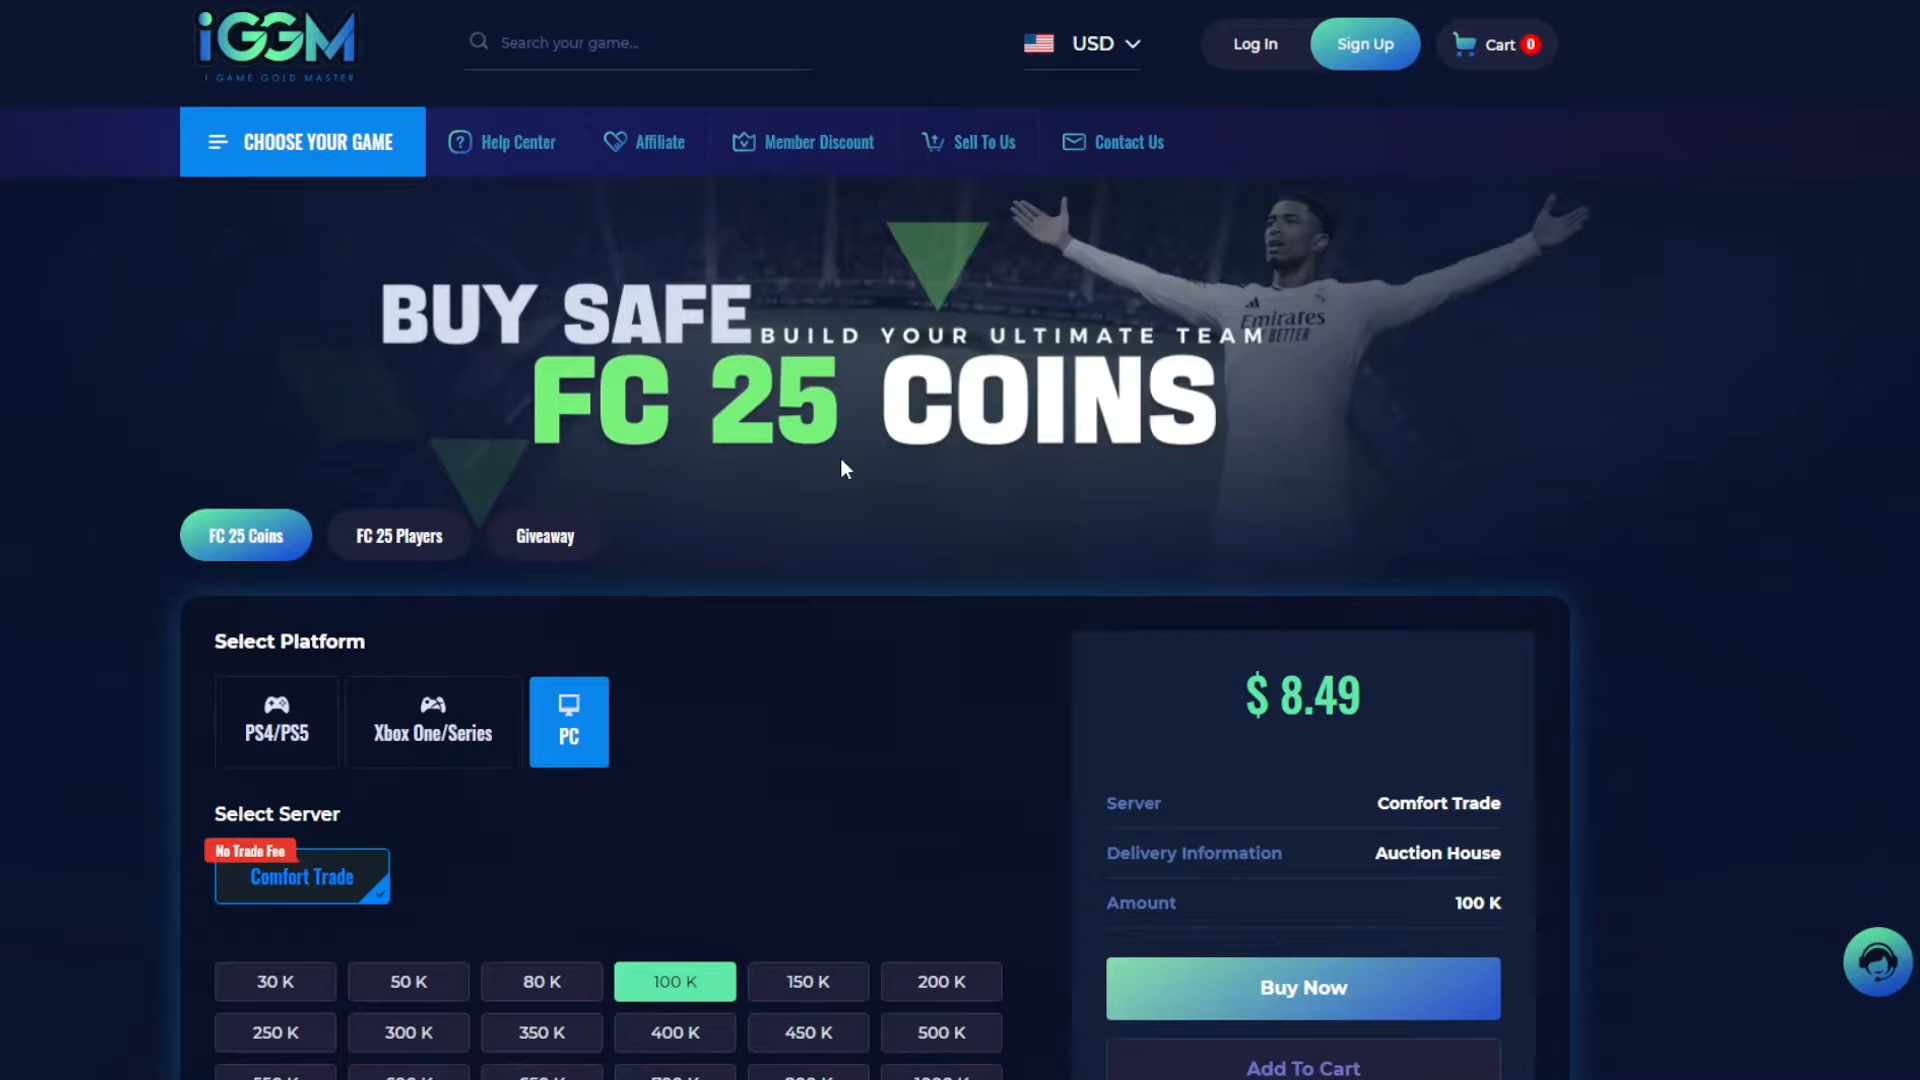 iGGM
I GAME GOLD MASTER
Search your game...
USD
Log In
Sign Up
Cart 0
CHOOSE YOUR GAME
Help Center
Affiliate
Member Discount
Sell To Us
Contact Us
BUY SAFE
BUILD YOUR ULTIMATE TEAM
FC 25 COINS
Emirates
BETTER
FC 25 Coins
FC 25 Players
Giveaway
Select Platform
PS4/PS5
Xbox One/Series
PC
$ 8.49
Select Server
No Trade Fee
Comfort Trade
Server Comfort Trade
Delivery Information Auction House
Amount 100 K
30 K 50 K 80 K 100 K 150 K 200 K
250 K 300 K 350 K 400 K 450 K 500 K
Buy Now
Add To Cart